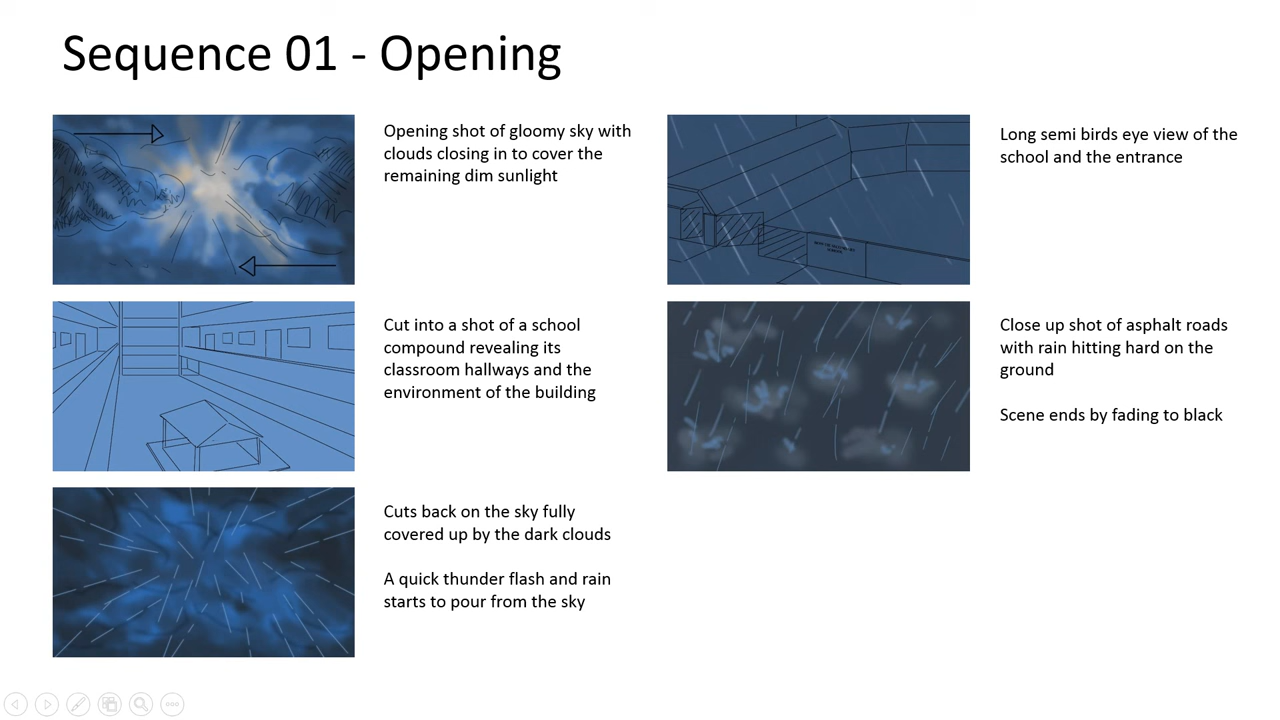 Sequence 01 - Opening
Opening shot of gloomy sky with
clouds closing in to cover the
remaining dim sunlight
Cut into a shot of a school
compound revealing its
classroom hallways and the
environment of the building
Cuts back on the sky fully
covered up by the dark clouds
A quick thunder flash and rain
starts to pour from the sky
Long semi birds eye view of the
school and the entrance
Close up shot of asphalt roads
with rain hitting hard on the
ground
Scene ends by fading to black